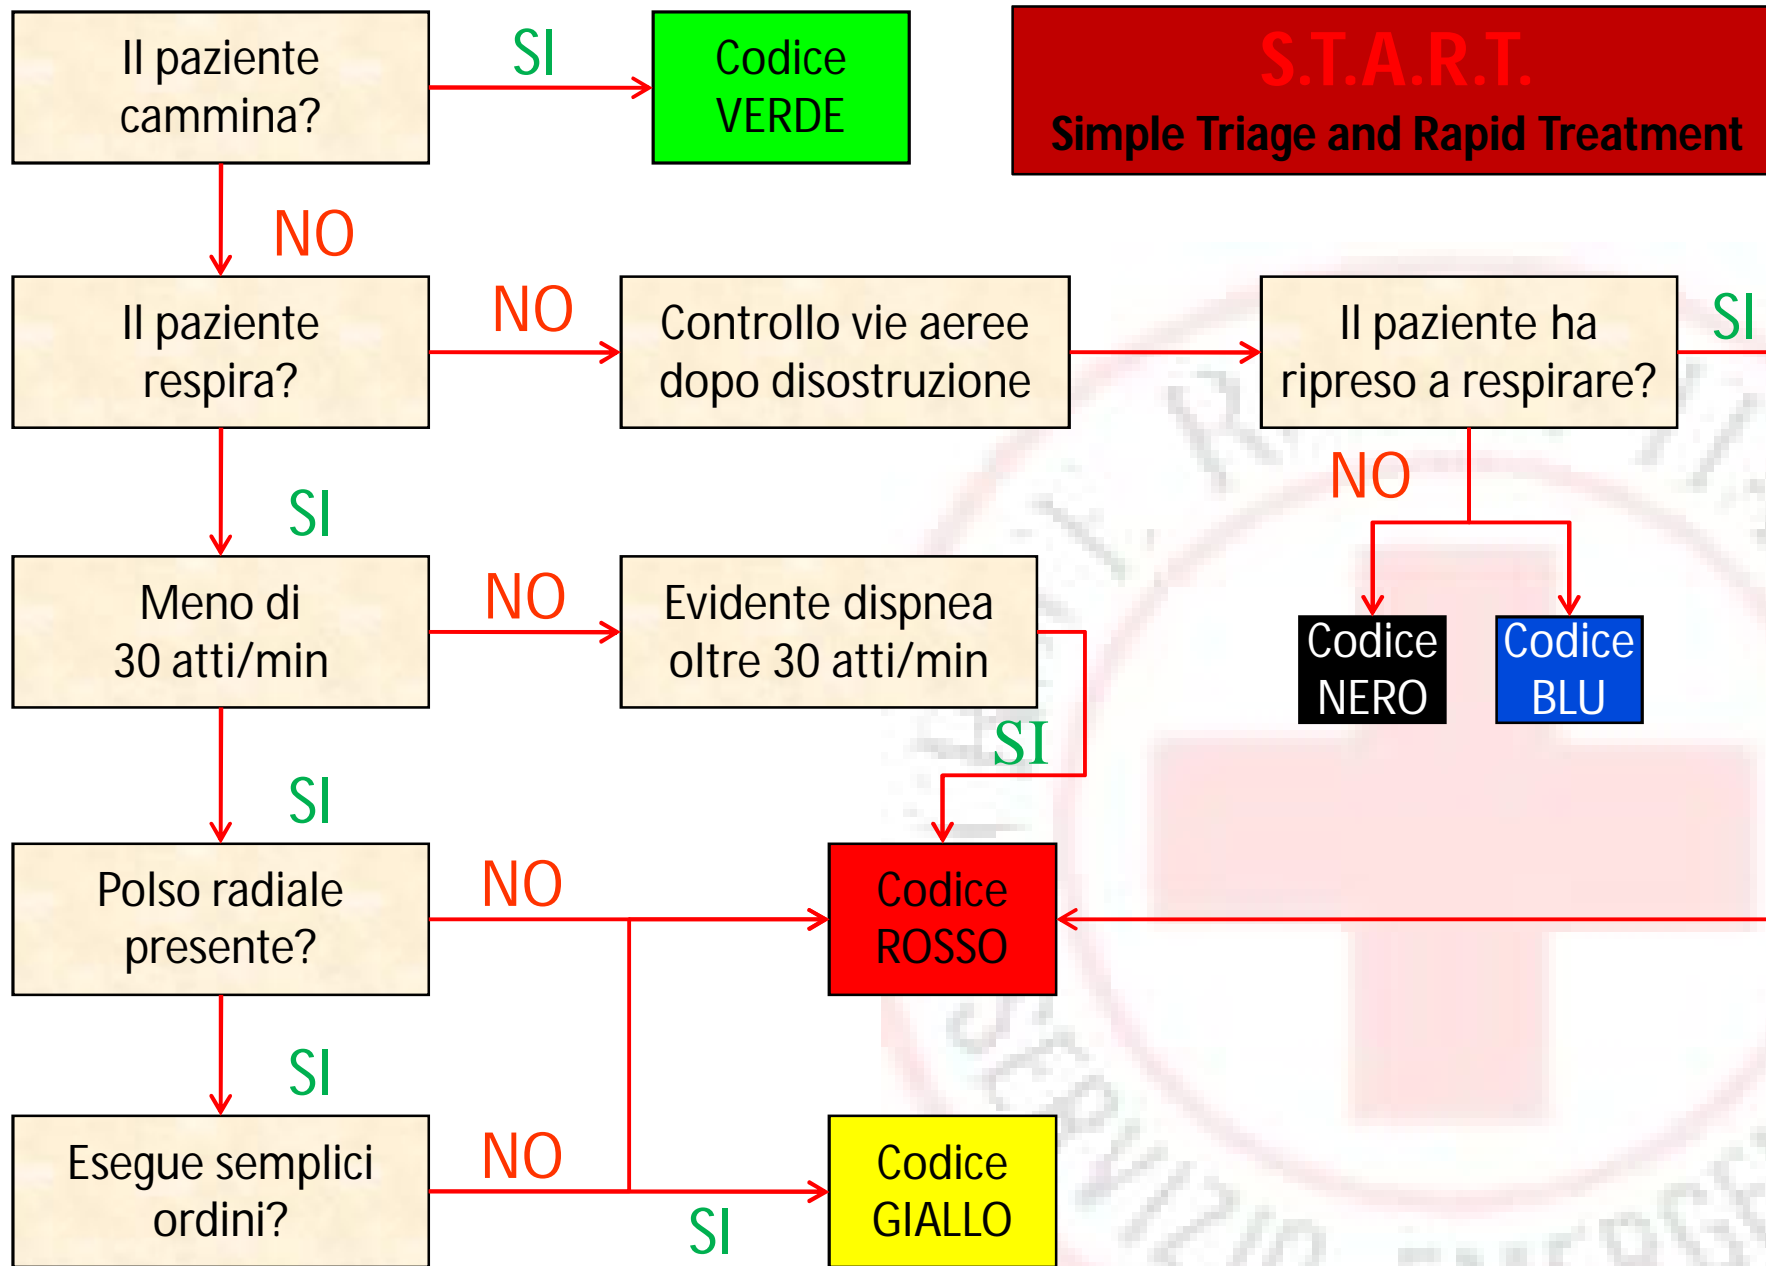 Il paziente
cammina?
SI
Codice
VERDE
S.T.A.R.T.
Simple Triage and Rapid Treatment
NO
Il paziente
respira?
NO
Controllo vie aeree
dopo disostruzione
Il paziente ha
ripreso a respirare?
SI
NO
SI
Meno di
30 atti/min
NO
Evidente dispnea
oltre 30 atti/min
Codice
NERO
Codice
BLU
SI
SI
Polso radiale
presente?
NO
Codice
ROSSO
SI
Esegue semplici
ordini?
NO
SI
Codice
GIALLO
SERVIZIO